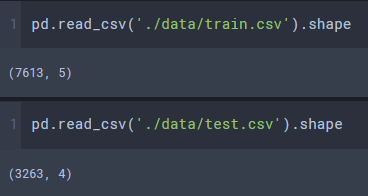 1 pd.read_csv('./data/train.csv').shape
(7613, 5)
1 pd.read_csv('./data/test.csv').shape
(3263, 4)